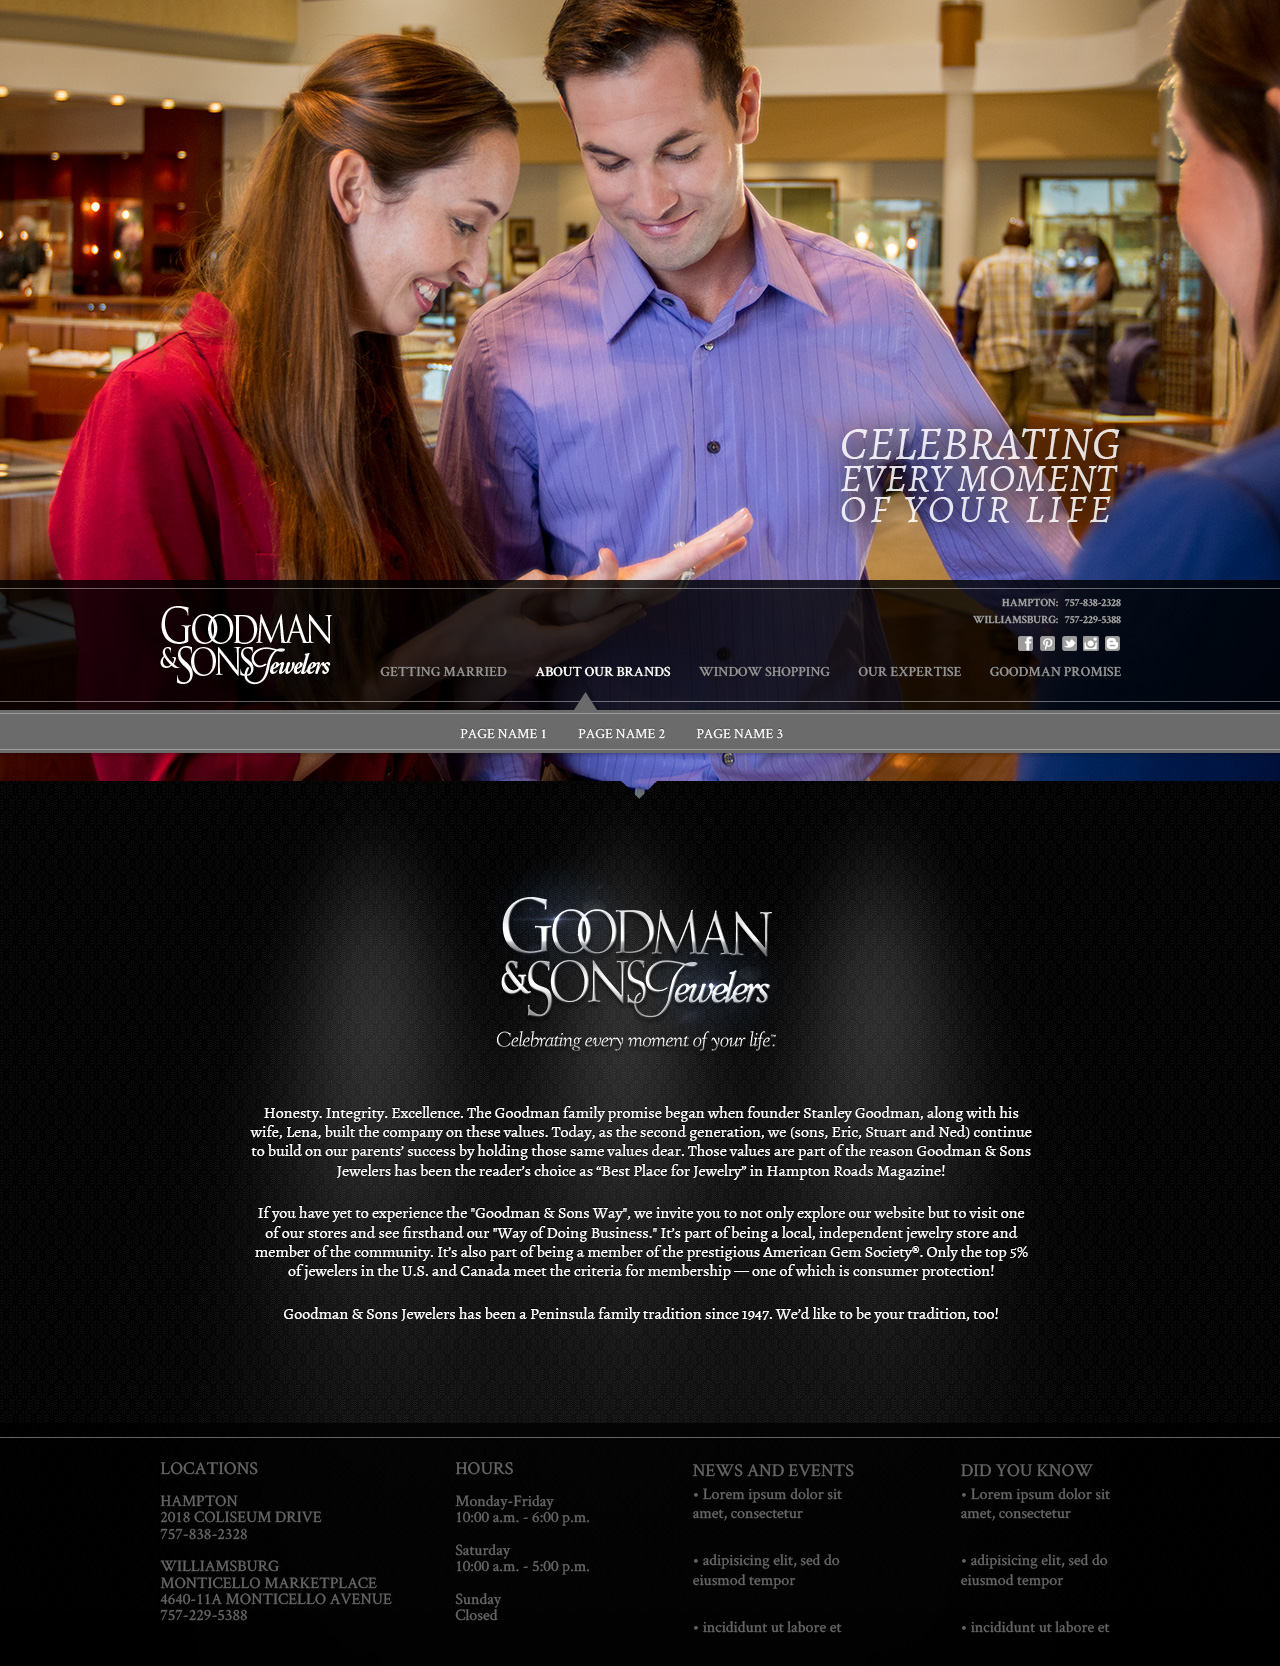 CELEBRATING
EVERY MOMENT
OF YOUR LIFE
HAMPTON: 757-838-2328
WILLIAMSBURG: 757-229-5388
GOODMAN
&SONS Jewelers
GETTING MARRIED ABOUT OUR BRANDS WINDOW SHOPPING OUR EXPERTISE GOODMAN PROMISE
PAGE NAME 1 PAGE NAME 2 PAGE NAME 3
GOODMAN
&SONS Jewelers
Celebrating every moment of your life™
Honesty. Integrity. Excellence. The Goodman family promise began when founder Stanley Goodman, along with his
wife, Lena, built the company on these values. Today, as the second generation, we (sons, Eric, Stuart and Ned) continue
to build on our parents’ success by holding those same values dear. Those values are part of the reason Goodman & Sons
Jewelers has been the reader’s choice as “Best Place for Jewelry” in Hampton Roads Magazine!
If you have yet to experience the "Goodman & Sons Way", we invite you to not only explore our website but to visit one
of our stores and see firsthand our "Way of Doing Business." It’s part of being a local, independent jewelry store and
member of the community. It’s also part of being a member of the prestigious American Gem Society®. Only the top 5%
of jewelers in the U.S. and Canada meet the criteria for membership — one of which is consumer protection!
Goodman & Sons Jewelers has been a Peninsula family tradition since 1947. We’d like to be your tradition, too!
LOCATIONS
HAMPTON
2018 COLISEUM DRIVE
757-838-2328
WILLIAMSBURG
MONTICELLO MARKETPLACE
4640-11A MONTICELLO AVENUE
757-229-5388
HOURS
Monday-Friday
10:00 a.m. - 6:00 p.m.
Saturday
10:00 a.m. - 5:00 p.m.
Sunday
Closed
NEWS AND EVENTS
• Lorem ipsum dolor sit
amet, consectetur
• adipisicing elit, sed do
eiusmod tempor
• incididunt ut labore et
DID YOU KNOW
• Lorem ipsum dolor sit
amet, consectetur
• adipisicing elit, sed do
eiusmod tempor
• incididunt ut labore et